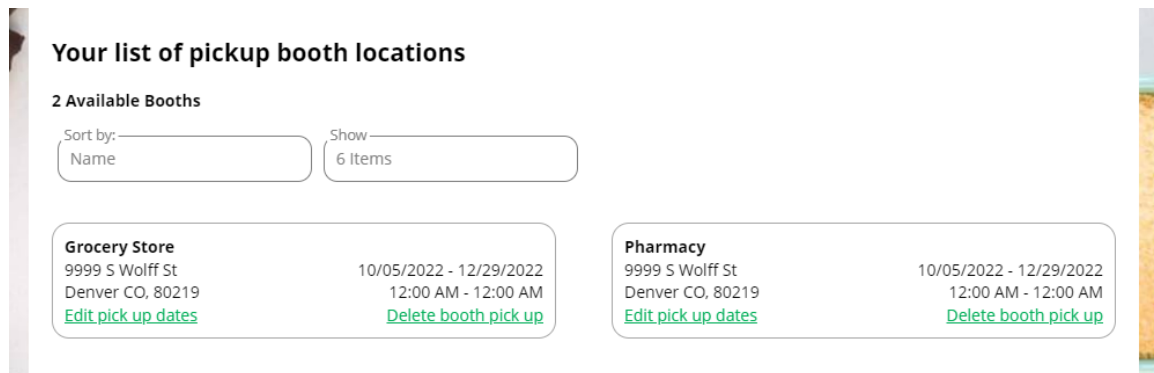 Your list of pickup booth locations
2 Available Booths
Sort by:
Name
Show
6 Items
Grocery Store
9999 S Wolff St
10/05/2022 - 12/29/2022
Denver CO, 80219
12:00 AM - 12:00 AM
Edit pick up dates
Delete booth pick up
Pharmacy
9999 S Wolff St
10/05/2022 - 12/29/2022
Denver CO, 80219
12:00 AM - 12:00 AM
Edit pick up dates
Delete booth pick up